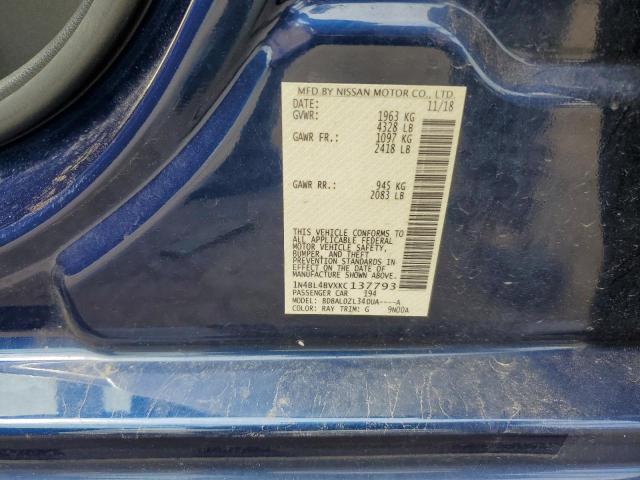 MFD BY NISSAN MOTOR CO., LTD.
DATE: 11/18
GVWR: 1963 KG
4328 LB
GAWR FR.: 1097 KG
2418 LB
GAWR RR.: 945 KG
2083 LB
THIS VEHICLE CONFORMS TO
ALL APPLICABLE FEDERAL
MOTOR VEHICLE SAFETY,
BUMPER, AND THEFT
PREVENTION STANDARDS IN
EFFECT ON THE DATE OF
MANUFACTURE SHOWN ABOVE.
1N4BL4BVXKC137793
PASSENGER CAR 394
MODEL: BDBALDZL34DUA----A
COLOR: RAY TRIM: G 9N00A